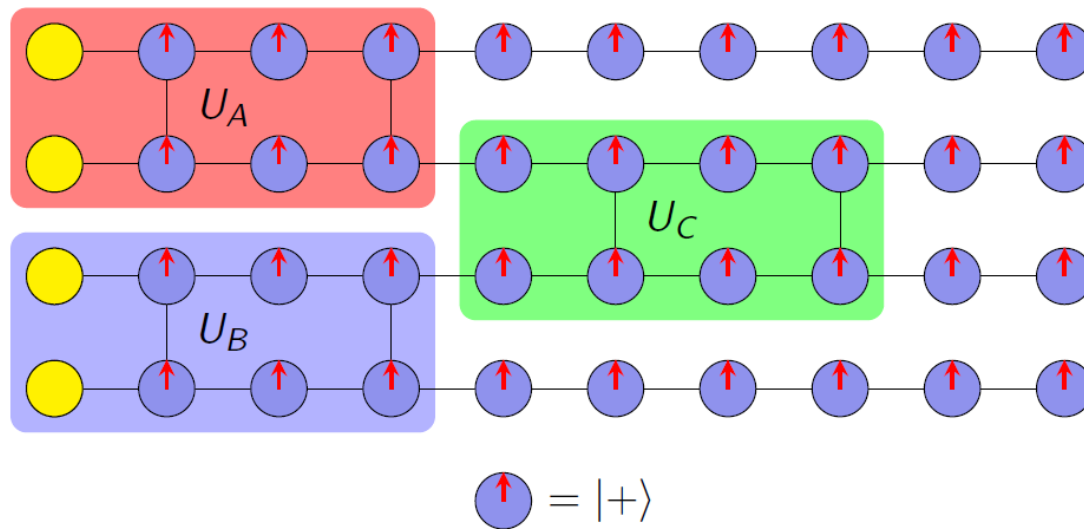 U_A
U_C
U_B
= |+⟩